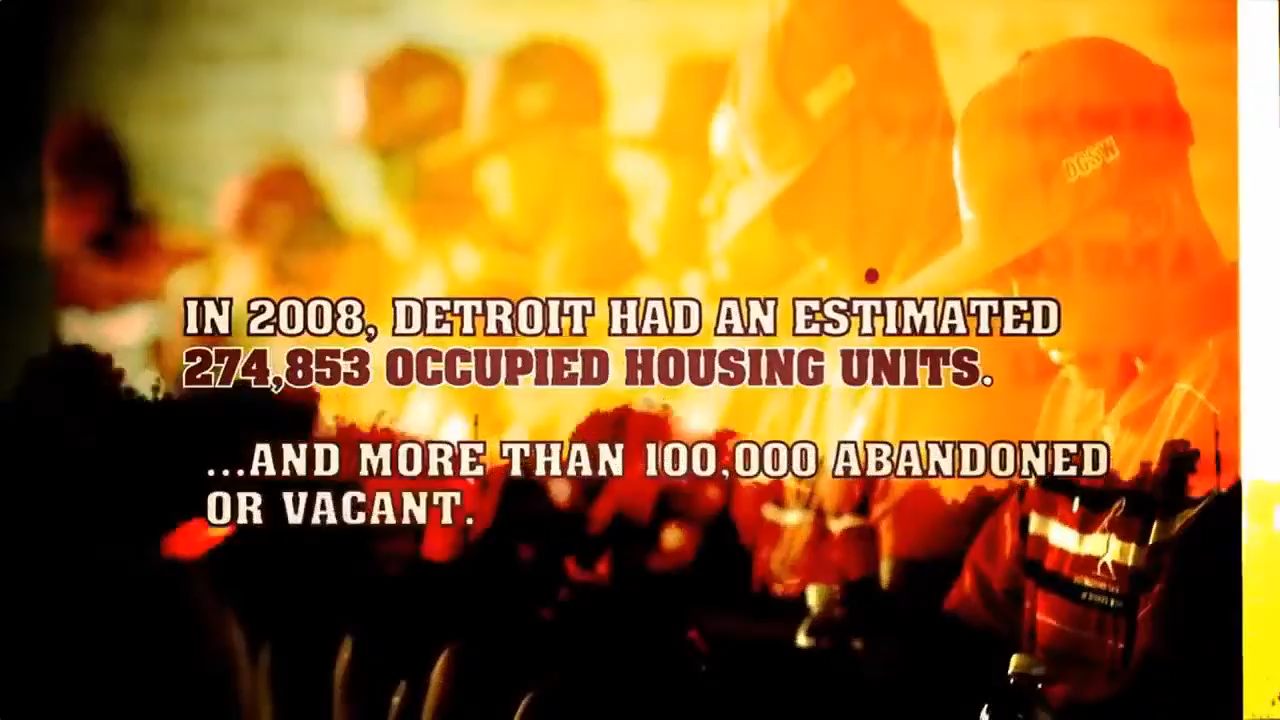 DGSW
IN 2008, DETROIT HAD AN ESTIMATED
274,853 OCCUPIED HOUSING UNITS.
...AND MORE THAN 100,000 ABANDONED
OR VACANT.